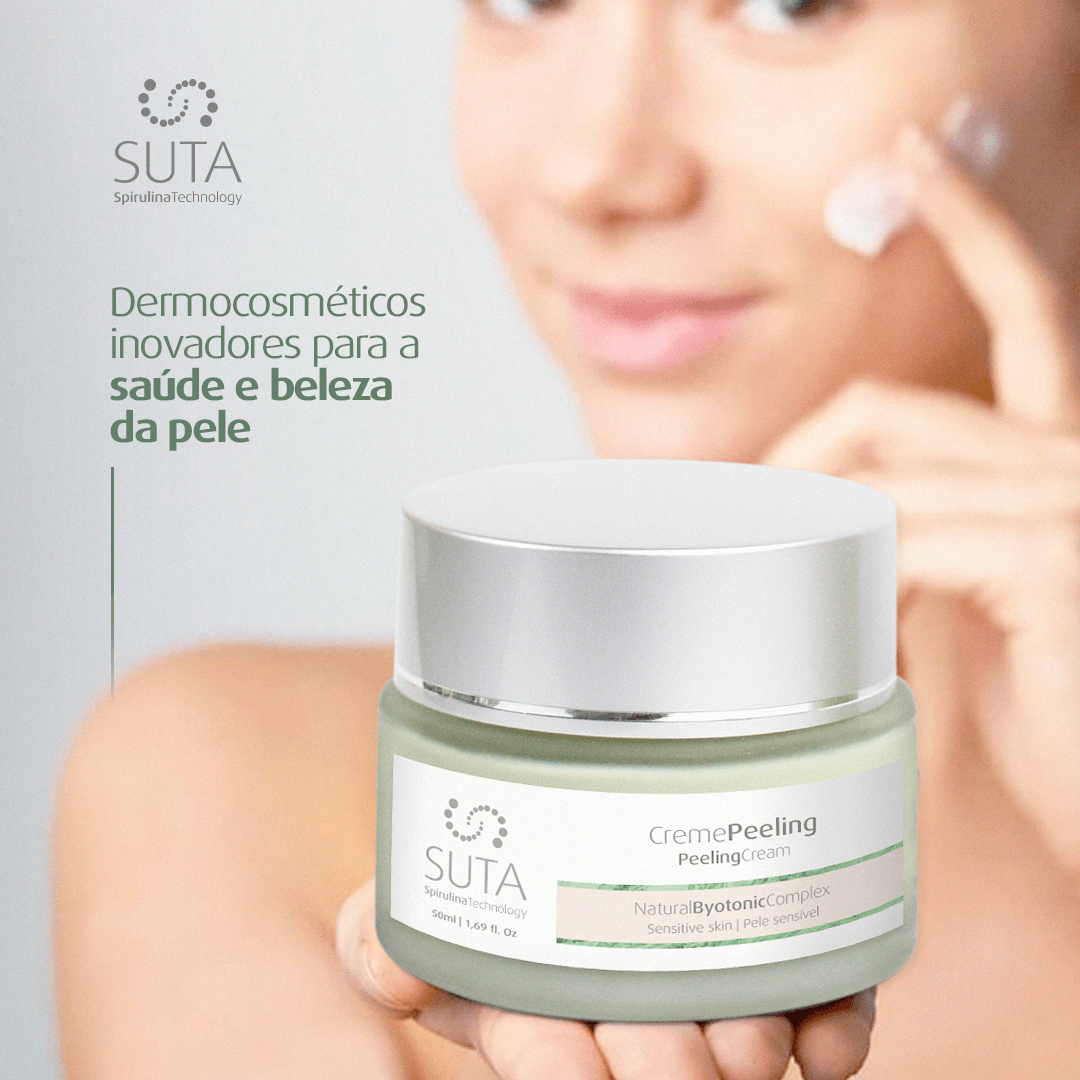 SUTA
SpirulinaTechnology
Dermocosméticos
inovadores para a
saúde e beleza
da pele
SUTA
SpirulinaTechnology
50ml | 1,69 fl. Oz
CremePeeling
PeelingCream
NaturalByotonicComplex
Sensitive skin | Pele sensível